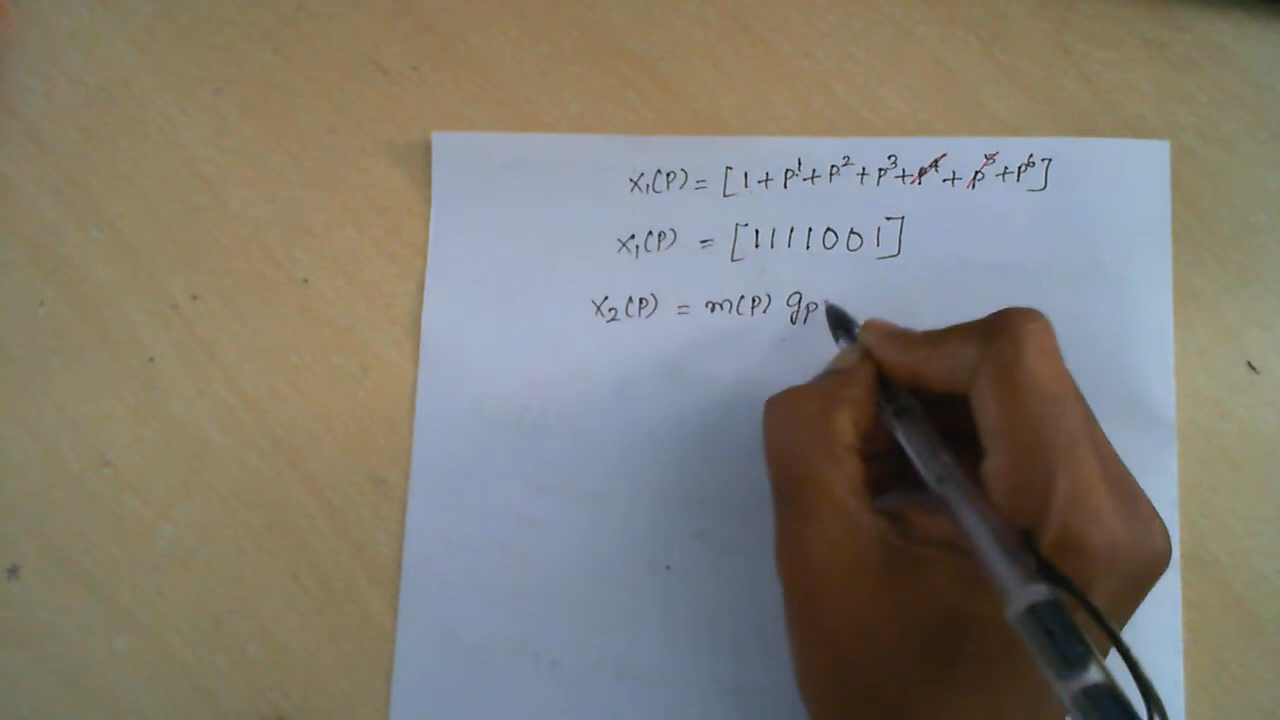 x₁(P) = [1 + p¹ + p² + p³ + p⁴ + p⁵ + p⁶]
x₁(P) = [1111001]
x₂(P) = m(P) gp